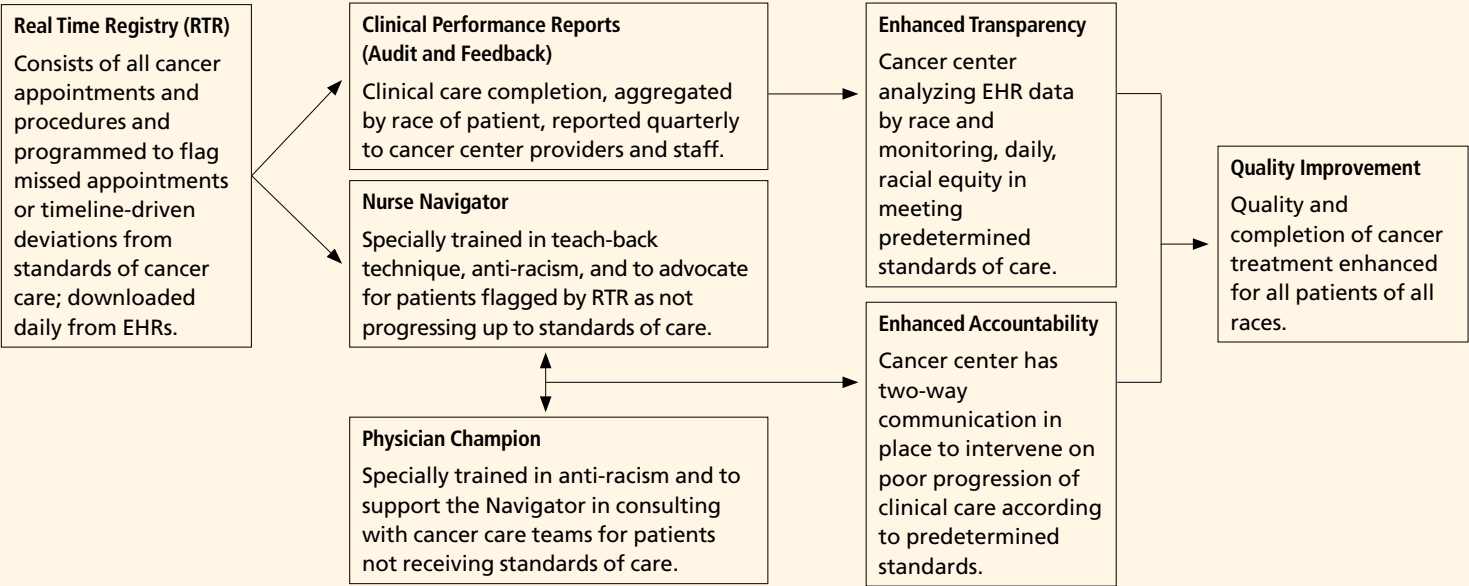 Real Time Registry (RTR)
Consists of all cancer
appointments and
procedures and
programmed to flag
missed appointments
or timeline-driven
deviations from
standards of cancer
care; downloaded
daily from EHRs.
Clinical Performance Reports
(Audit and Feedback)
Clinical care completion, aggregated
by race of patient, reported quarterly
to cancer center providers and staff.
Nurse Navigator
Specially trained in teach-back
technique, anti-racism, and to advocate
for patients flagged by RTR as not
progressing up to standards of care.
Physician Champion
Specially trained in anti-racism and to
support the Navigator in consulting
with cancer care teams for patients
not receiving standards of care.
Enhanced Transparency
Cancer center
analyzing EHR data
by race and
monitoring, daily,
racial equity in
meeting
predetermined
standards of care.
Enhanced Accountability
Cancer center has
two-way
communication in
place to intervene on
poor progression of
clinical care according
to predetermined
standards.
Quality Improvement
Quality and
completion of cancer
treatment enhanced
for all patients of all
races.